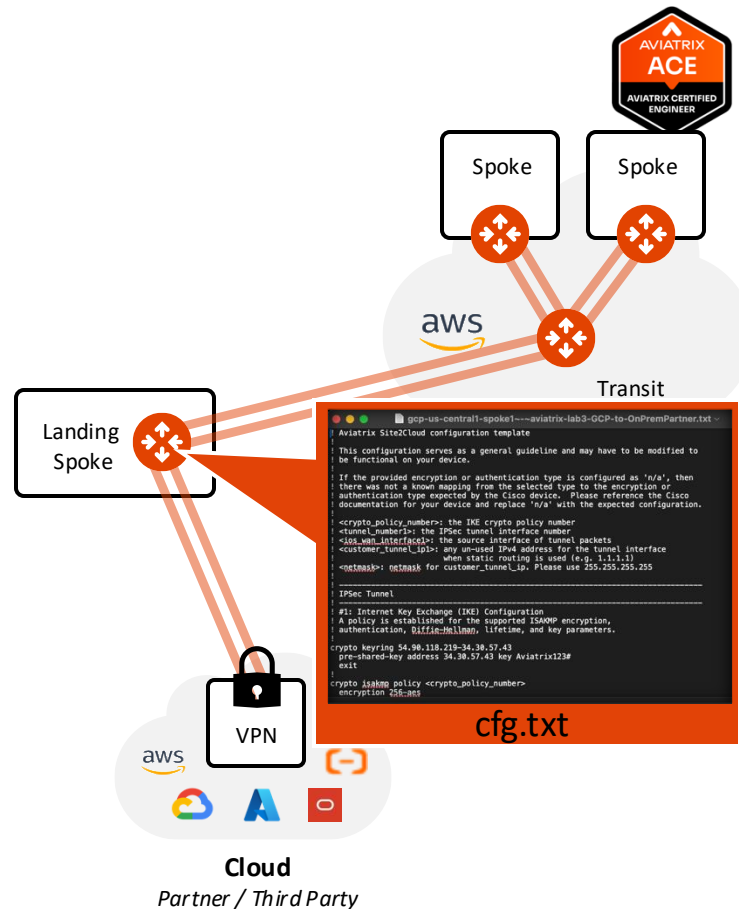 AVIATRIX
ACE
AVIATRIX CERTIFIED
ENGINEER
Spoke
Spoke
aws
Transit
Landing
Spoke
gcp-us-central1-spoke1~-~aviatrix-lab3-GCP-to-OnPremPartner.txt
! Aviatrix Site2Cloud configuration template
!
! This configuration serves as a general guideline and may have to be modified to
! be functional on your device.
!
! If the provided encryption or authentication type is configured as 'n/a', then
! there was not a known mapping from the selected type to the encryption or
! authentication type expected by the Cisco device.  Please reference the Cisco
! documentation for your device and replace 'n/a' with the expected configuration.
!
! <crypto_policy_number>: the IKE crypto policy number
! <tunnel_number1>: the IPSec tunnel interface number
! <ios_wan_interface1>: the source interface of tunnel packets
! <customer_tunnel_ip1>: any un-used IPv4 address for the tunnel interface
! when static routing is used (e.g. 1.1.1.1)
! <netmask>: netmask for customer_tunnel_ip. Please use 255.255.255.255
!
! IPSec Tunnel
! #1: Internet Key Exchange (IKE) Configuration
! A policy is established for the supported ISAKMP encryption,
! authentication, Diffie-Hellman, lifetime, and key parameters.
!
crypto keyring 54.90.118.219-34.30.57.43
pre-shared-key address 34.30.57.43 key Aviatrix123#
exit
!
crypto isakmp policy <crypto_policy_number>
encryption 256-aes
cfg.txt
VPN
aws
Cloud
Partner / Third Party